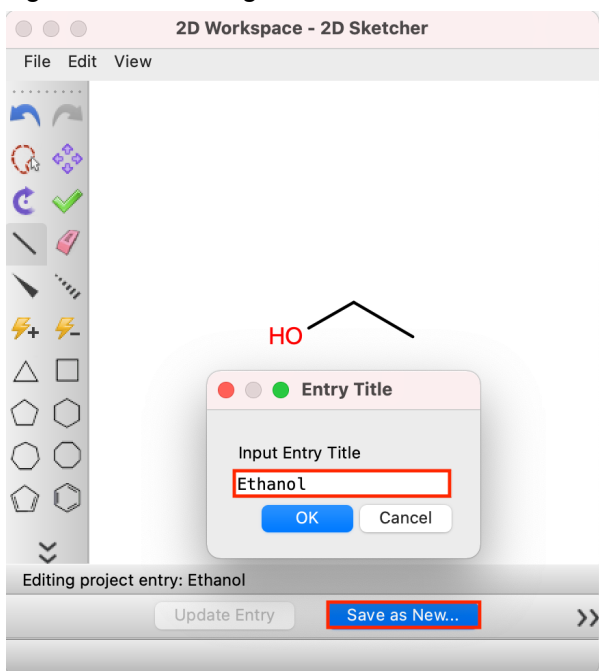 2D Workspace - 2D Sketcher
File Edit View
HO
Entry Title
Input Entry Title
Ethanol
OK Cancel
Editing project entry: Ethanol
Update Entry Save as New...